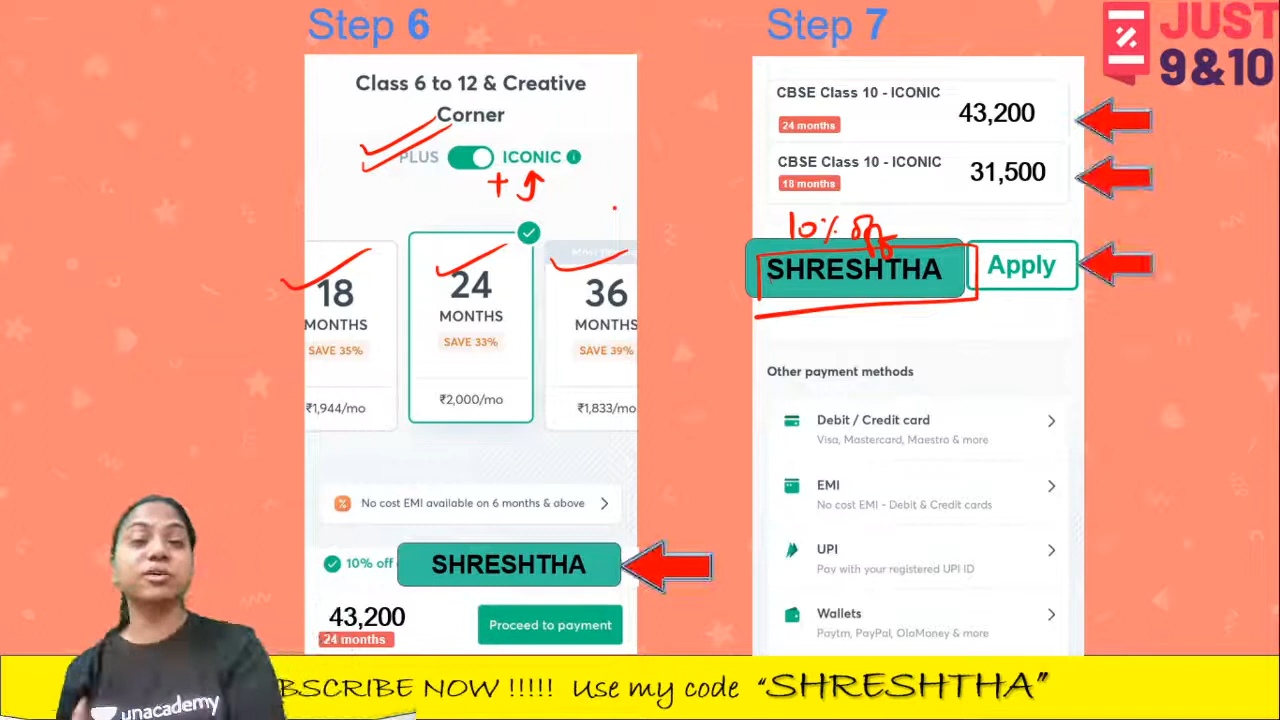 Step 6
Class 6 to 12 & Creative
Corner
PLUS ICONIC i
+
18
MONTHS
SAVE 35%
₹1,944/mo
24
MONTHS
SAVE 33%
₹2,000/mo
36
MONTHS
SAVE 39%
₹1,833/mo
No cost EMI available on 6 months & above
10% off SHRESHTHA
43,200
24 months
Proceed to payment
Step 7
CBSE Class 10 - ICONIC
43,200
24 months
CBSE Class 10 - ICONIC
31,500
18 months
10% off
SHRESHTHA Apply
Other payment methods
Debit / Credit card
Visa, Mastercard, Maestro & more
EMI
No cost EMI - Debit & Credit cards
UPI
Pay with your registered UPI ID
Wallets
Paytm, PayPal, OlaMoney & more
JUST
9&10
BSCRIBE NOW !!!!! Use my code “SHRESHTHA”
unacademy